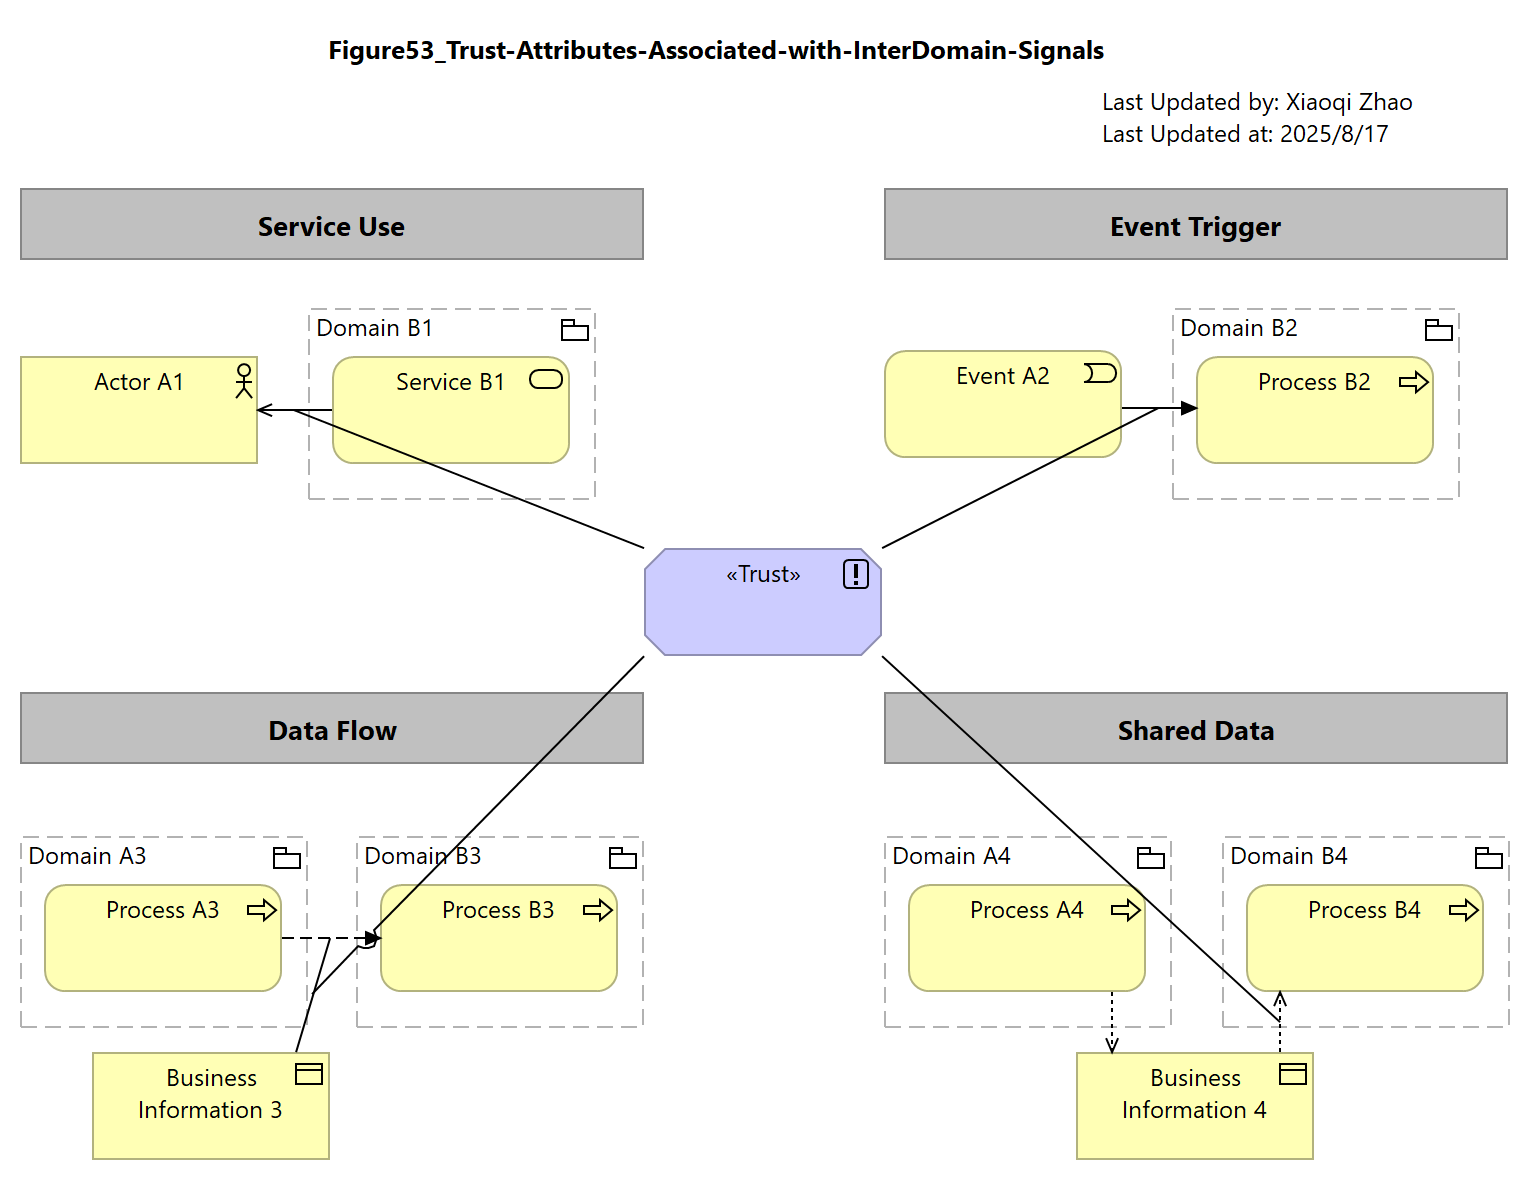 Figure53_Trust-Attributes-Associated-with-InterDomain-Signals
Last Updated by: Xiaoqi Zhao
Last Updated at: 2025/8/17
Service Use
Event Trigger
Domain B1
Actor A1
Service B1
Domain B2
Event A2
Process B2
«Trust»
Data Flow
Shared Data
Domain A3
Process A3
Domain B3
Process B3
Business
Information 3
Domain A4
Process A4
Domain B4
Process B4
Business
Information 4